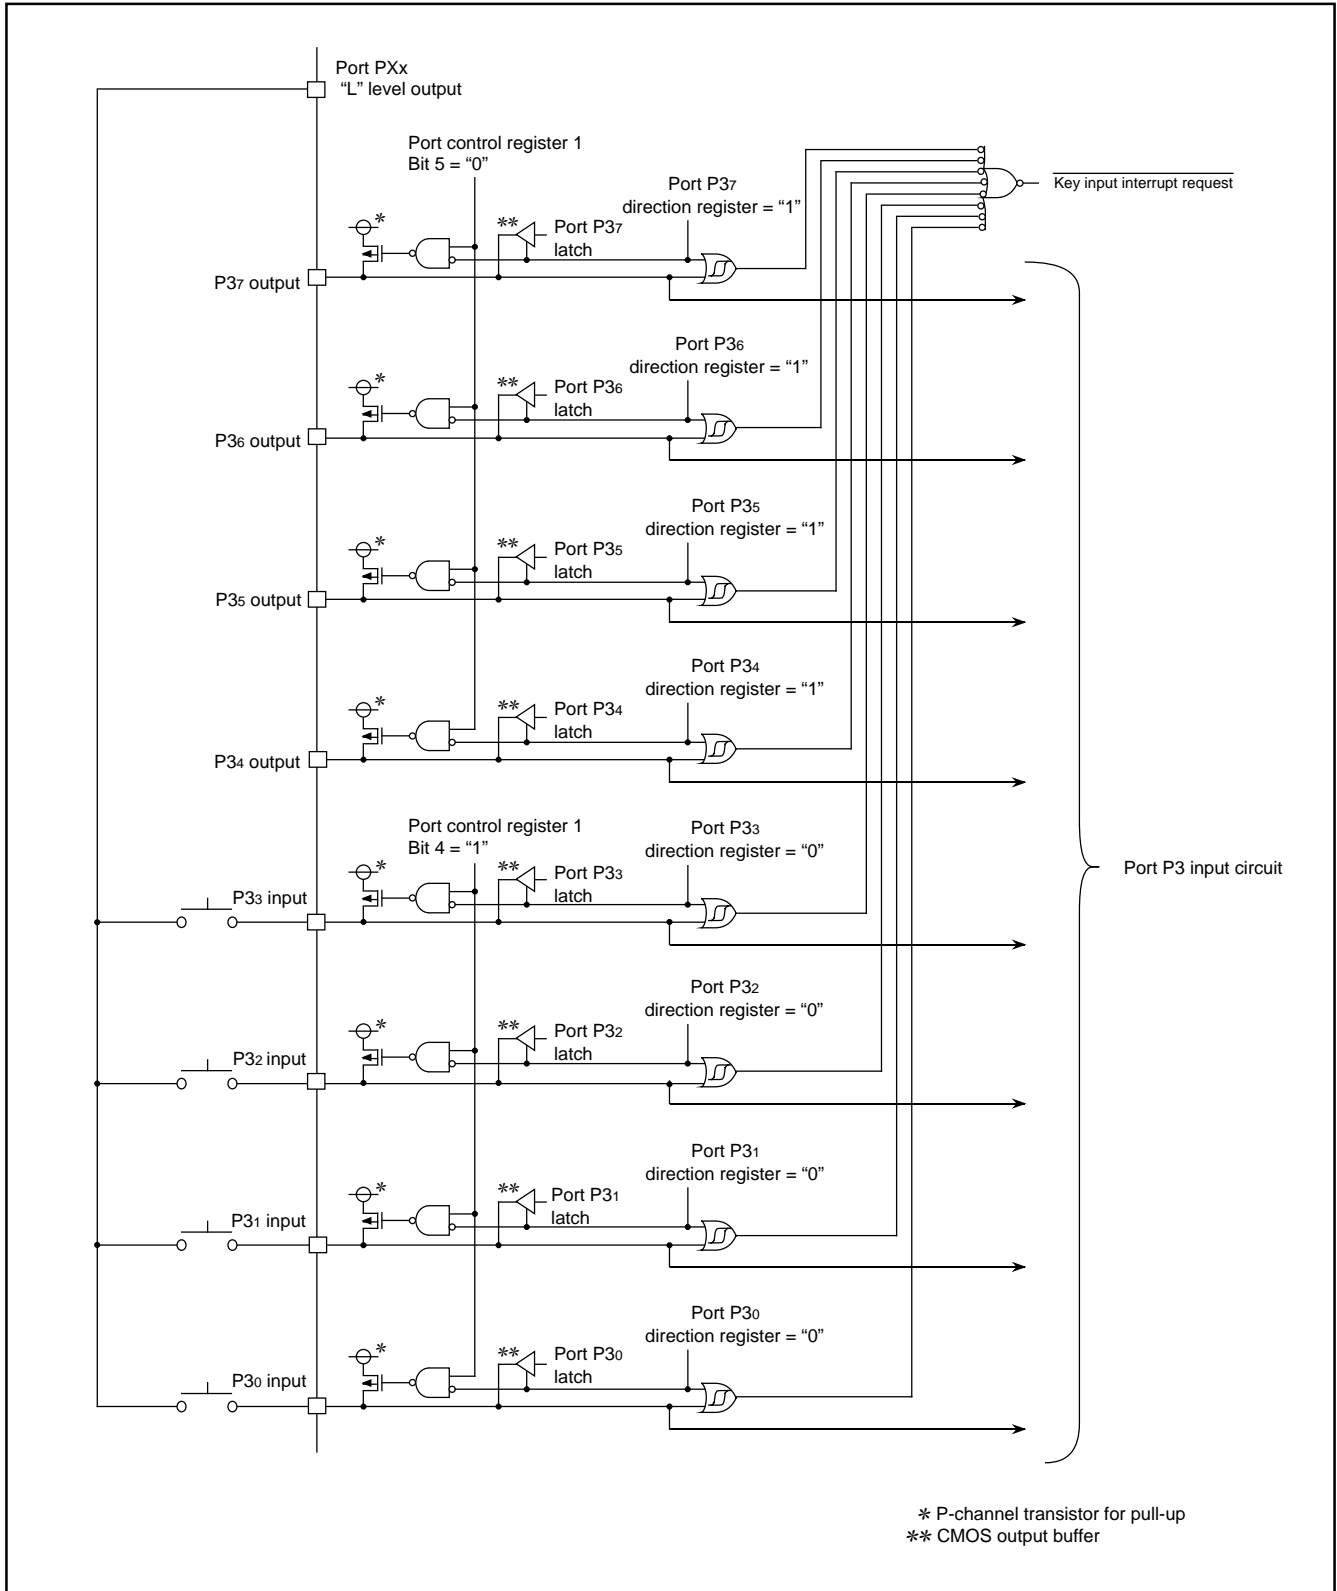 Port PXx
“L” level output
Port control register 1
Bit 5 = “0”
Key input interrupt request
Port P37
direction register = “1”
*
**
Port P37
latch
P37 output
Port P36
direction register = “1”
*
**
Port P36
latch
P36 output
Port P35
direction register = “1”
*
**
Port P35
latch
P35 output
Port P34
direction register = “1”
*
**
Port P34
latch
P34 output
Port control register 1
Bit 4 = “1”
Port P33
direction register = “0”
*
**
Port P33
latch
P33 input
Port P3 input circuit
Port P32
direction register = “0”
*
**
Port P32
latch
P32 input
Port P31
direction register = “0”
*
**
Port P31
latch
P31 input
Port P30
direction register = “0”
*
**
Port P30
latch
P30 input
* P-channel transistor for pull-up
** CMOS output buffer